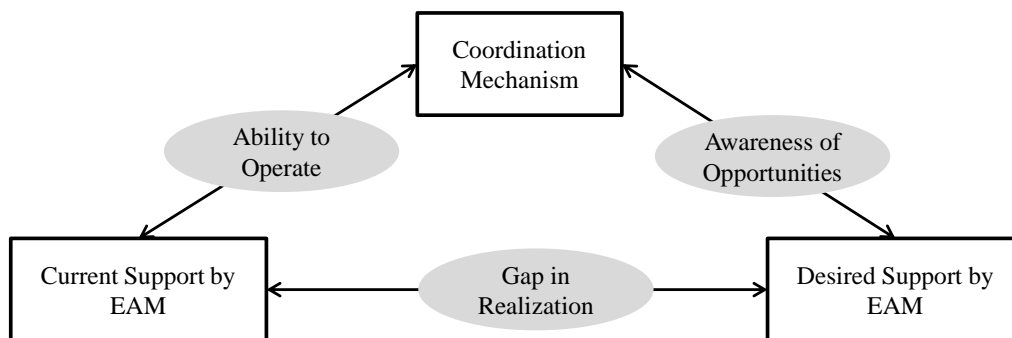 Coordination
Mechanism
Ability to
Operate
Awareness of
Opportunities
Current Support by
EAM
Gap in
Realization
Desired Support by
EAM